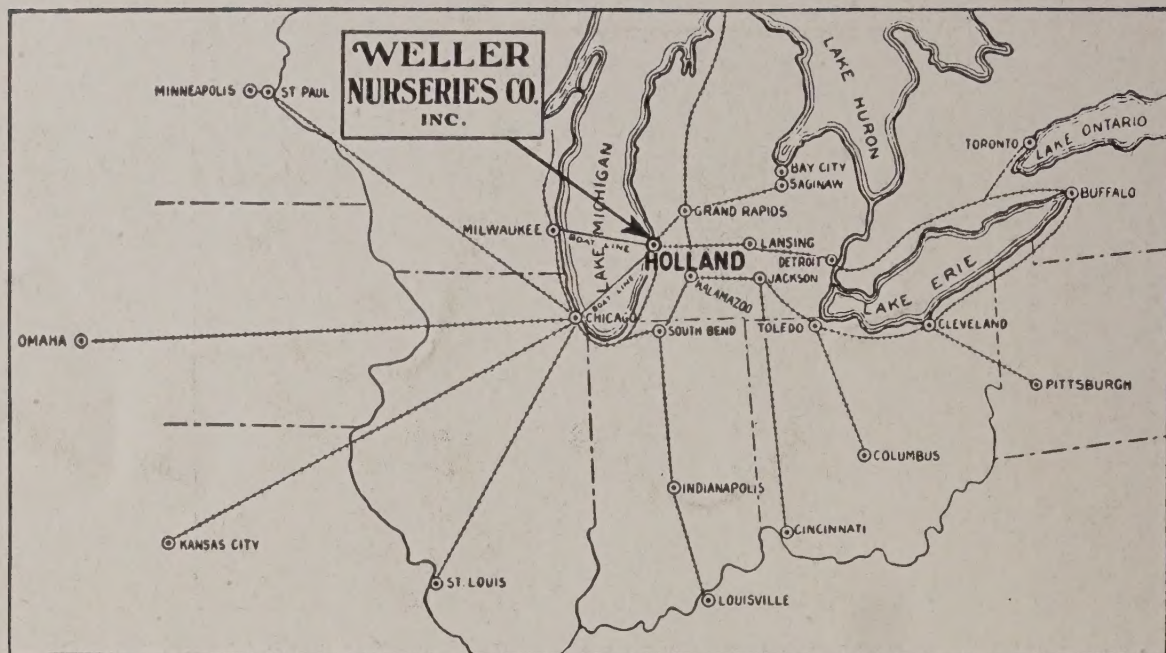 WELLER
NURSERIES CO.
INC.
MINNEAPOLIS
ST PAUL
LAKE HURON
TORONTO
LAKE ONTARIO
BAY CITY
SAGINAW
BUFFALO
LAKE MICHIGAN
GRAND RAPIDS
MILWAUKEE
BOAT LINE
LANSING
HOLLAND
DETROIT
JACKSON
KALAMAZOO
LAKE ERIE
BOAT LINE
CHICAGO
SOUTH BEND
TOLEDO
CLEVELAND
OMAHA
PITTSBURGH
COLUMBUS
INDIANAPOLIS
CINCINNATI
KANSAS CITY
ST. LOUIS
LOUISVILLE